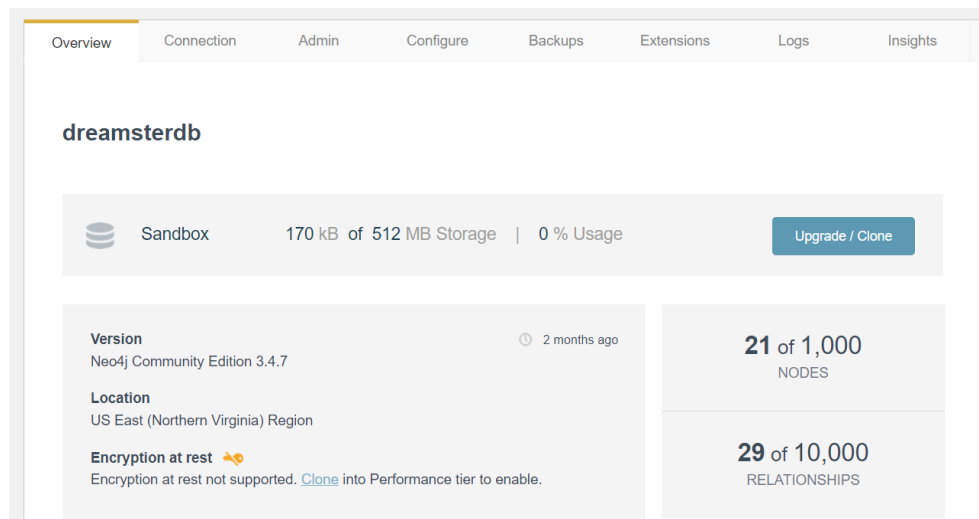 Overview Connection Admin Configure Backups Extensions Logs Insights
dreamsterdb
Sandbox 170 kB of 512 MB Storage | 0 % Usage Upgrade / Clone
Version 2 months ago
Neo4j Community Edition 3.4.7
Location
US East (Northern Virginia) Region
Encryption at rest
Encryption at rest not supported. Clone into Performance tier to enable.
21 of 1,000
NODES
29 of 10,000
RELATIONSHIPS